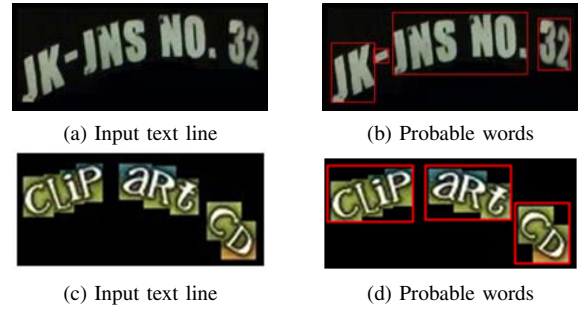 JK-JNS NO. 32
JK-JNS NO. 32
(a) Input text line
(b) Probable words
CLiP aRt CD
CLiP aRt CD
(c) Input text line
(d) Probable words